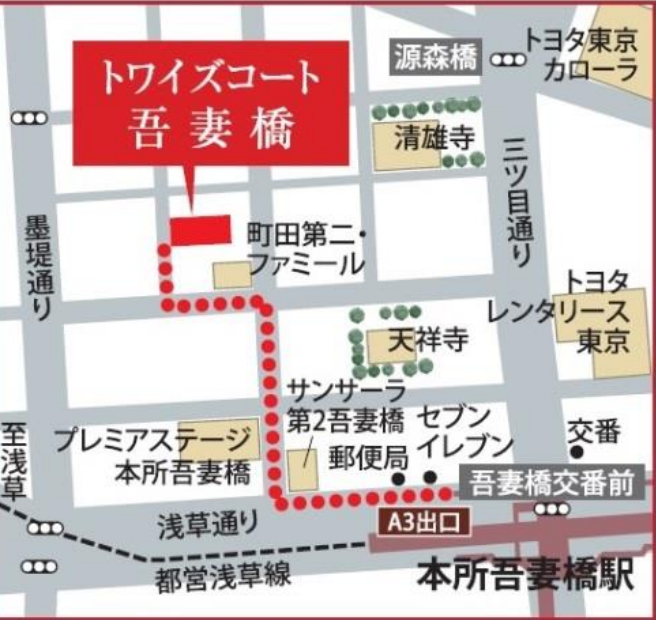 トワイズコート
吾妻橋
源森橋
トヨタ東京
カローラ
清雄寺
三ツ目通り
墨堤通り
町田第二・
ファミール
トヨタ
レンタリース
東京
天祥寺
サンサーラ
第2吾妻橋
セブン
イレブン
郵便局
交番
至浅草
プレミアステージ
本所吾妻橋
吾妻橋交番前
浅草通り
A3出口
都営浅草線
本所吾妻橋駅